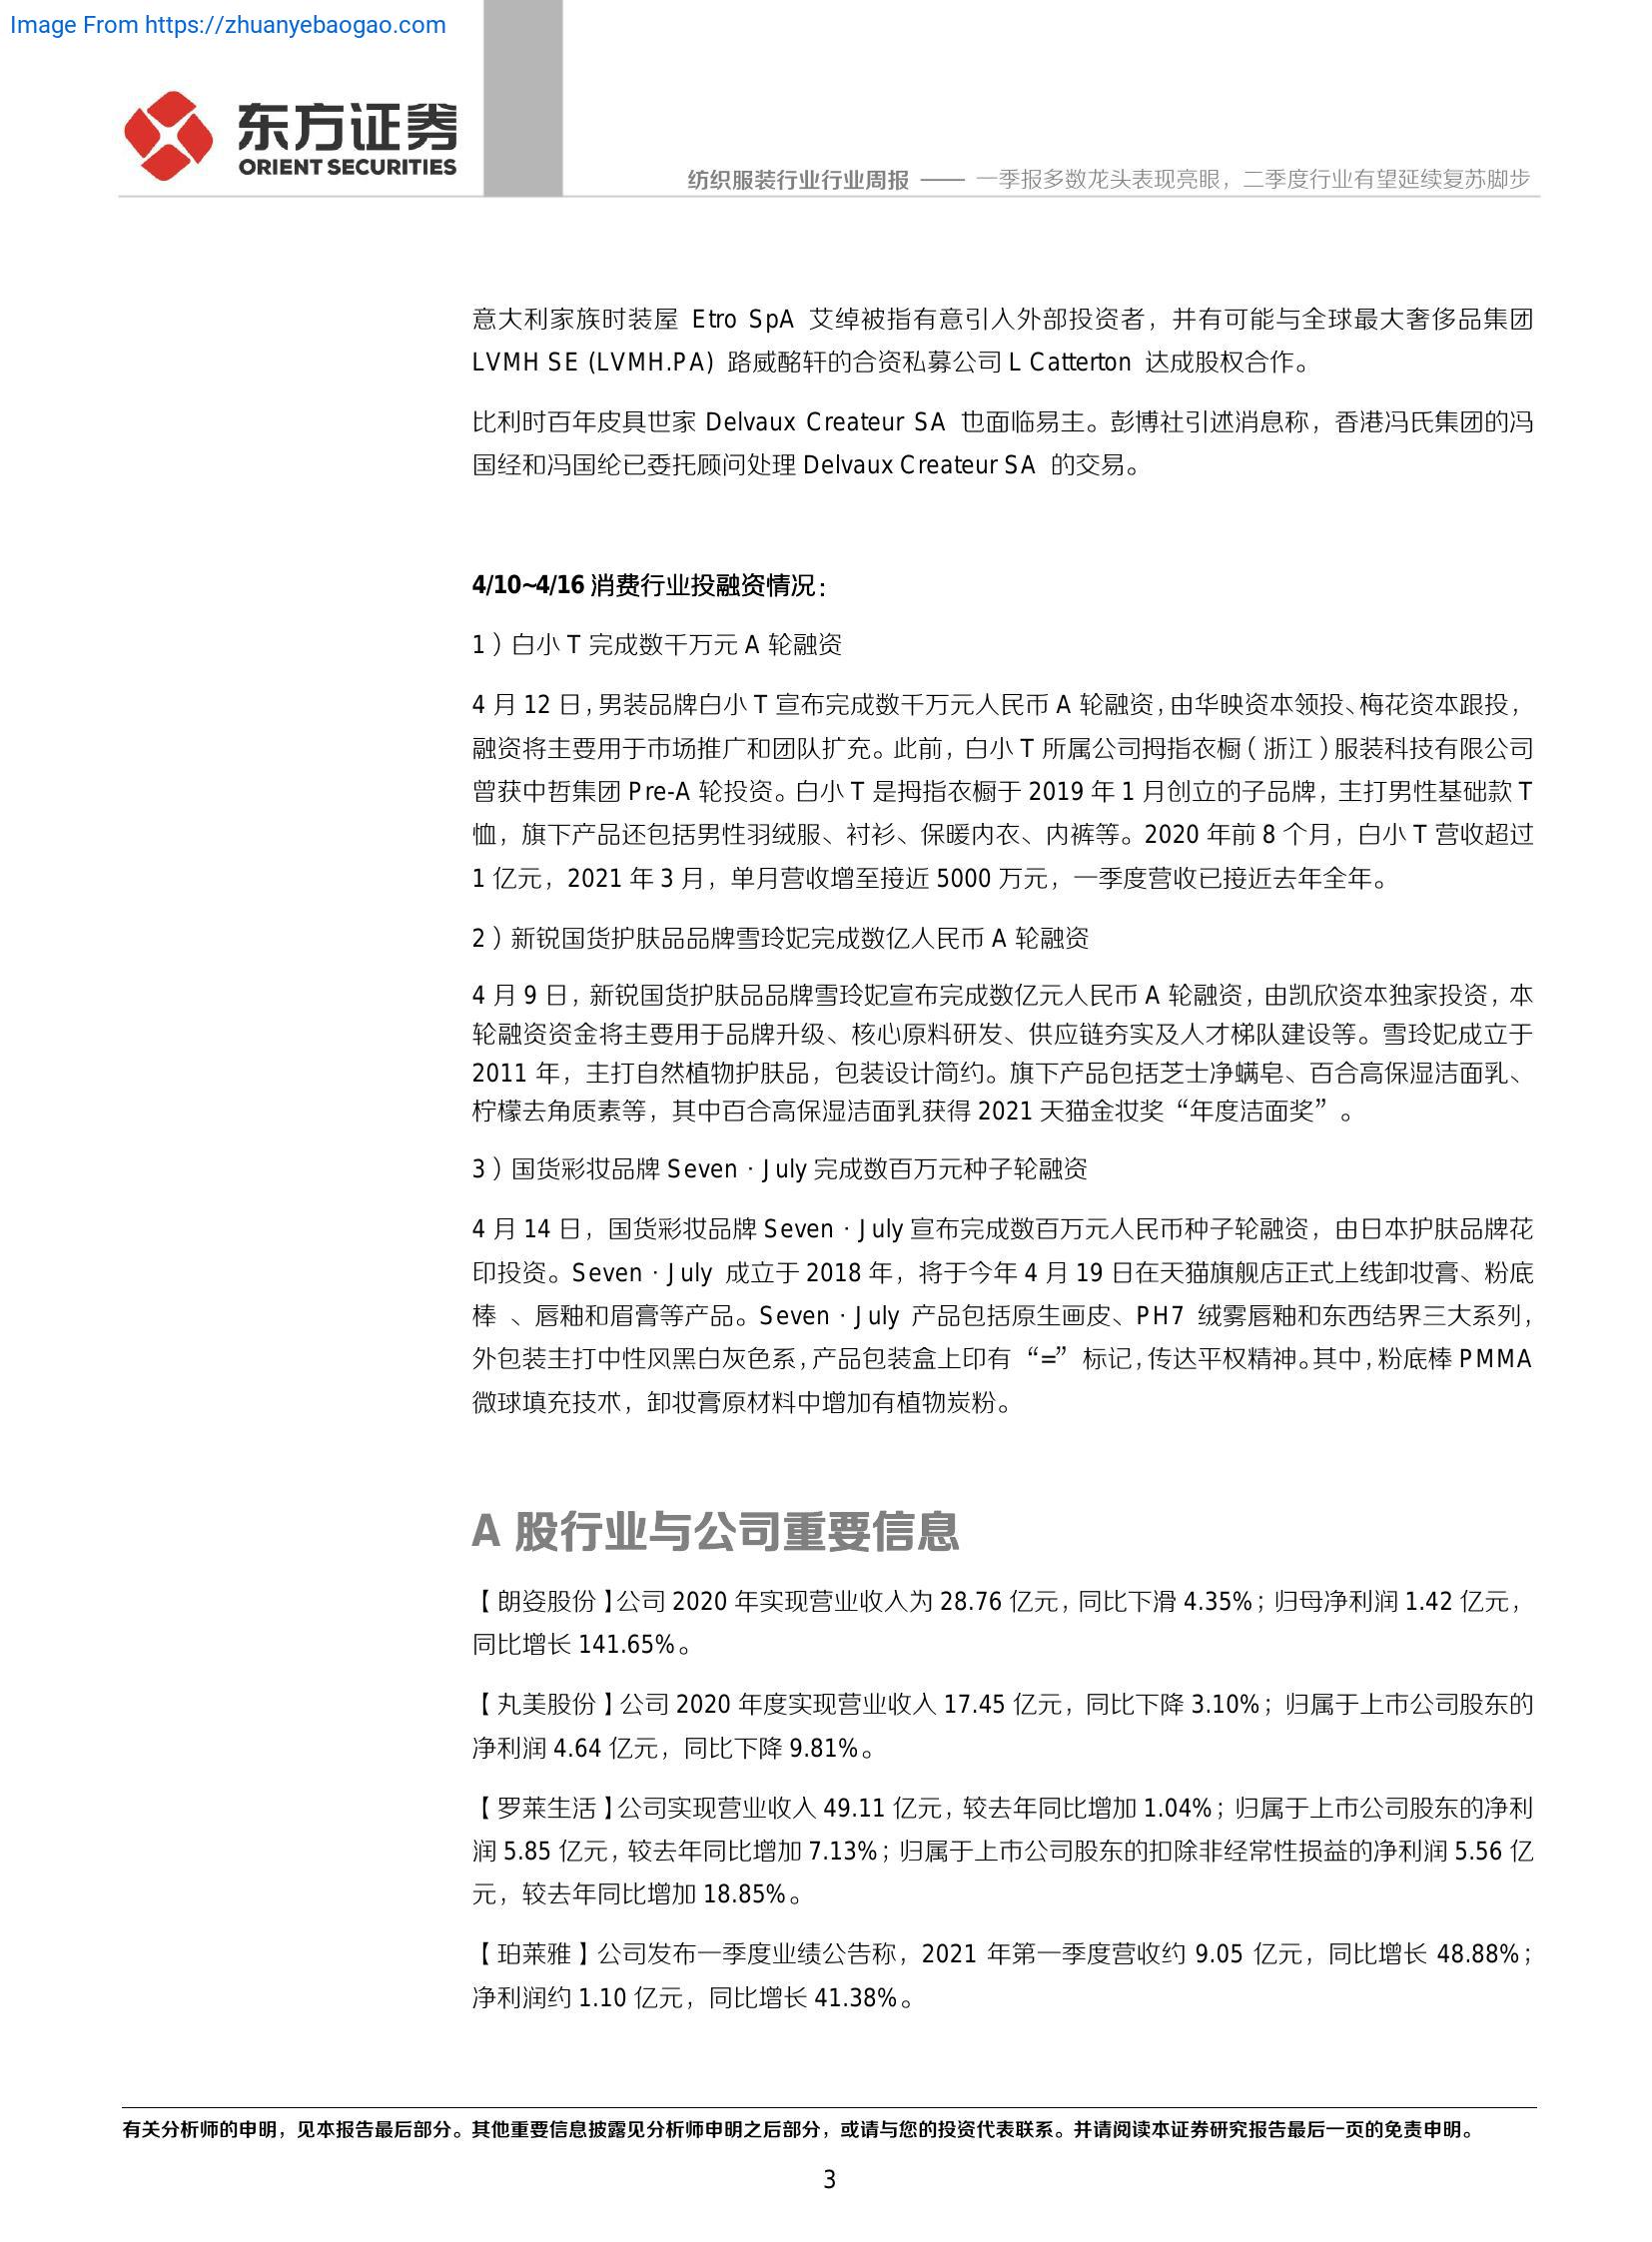 Image From https://zhuanyebaogao.com
东方证券
ORIENT SECURITIES
纺织服装行业行业周报 —— 一季报多数龙头表现亮眼，二季度行业有望延续复苏脚步
意大利家族时装屋 Etro SpA 艾绰被指有意引入外部投资者，并有可能与全球最大奢侈品集团
LVMH SE (LVMH.PA) 路威酩轩的合资私募公司 L Catterton 达成股权合作。
比利时百年皮具世家 Delvaux Createur SA 也面临易主。彭博社引述消息称，香港冯氏集团的冯
国经和冯国纶已委托顾问处理 Delvaux Createur SA 的交易。
4/10~4/16 消费行业投融资情况：
1）白小 T 完成数千万元 A 轮融资
4 月 12 日，男装品牌白小 T 宣布完成数千万元人民币 A 轮融资，由华映资本领投、梅花资本跟投，
融资将主要用于市场推广和团队扩充。此前，白小 T 所属公司拇指衣橱（浙江）服装科技有限公司
曾获中哲集团 Pre-A 轮投资。白小 T 是拇指衣橱于 2019 年 1 月创立的子品牌，主打男性基础款 T
恤，旗下产品还包括男性羽绒服、衬衫、保暖内衣、内裤等。2020 年前 8 个月，白小 T 营收超过
1 亿元，2021 年 3 月，单月营收增至接近 5000 万元，一季度营收已接近去年全年。
2）新锐国货护肤品品牌雪玲妃完成数亿人民币 A 轮融资
4 月 9 日，新锐国货护肤品品牌雪玲妃宣布完成数亿元人民币 A 轮融资，由凯欣资本独家投资，本
轮融资资金将主要用于品牌升级、核心原料研发、供应链夯实及人才梯队建设等。雪玲妃成立于
2011 年，主打自然植物护肤品，包装设计简约。旗下产品包括芝士净螨皂、百合高保湿洁面乳、
柠檬去角质素等，其中百合高保湿洁面乳获得 2021 天猫金妆奖“年度洁面奖”。
3）国货彩妆品牌 Seven · July 完成数百万元种子轮融资
4 月 14 日，国货彩妆品牌 Seven · July 宣布完成数百万元人民币种子轮融资，由日本护肤品牌花
印投资。Seven · July 成立于 2018 年，将于今年 4 月 19 日在天猫旗舰店正式上线卸妆膏、粉底
棒 、唇釉和眉膏等产品。Seven · July 产品包括原生画皮、PH7 绒雾唇釉和东西结界三大系列，
外包装主打中性风黑白灰色系，产品包装盒上印有“=”标记，传达平权精神。其中，粉底棒 PMMA
微球填充技术，卸妆膏原材料中增加有植物炭粉。
A 股行业与公司重要信息
【朗姿股份】公司 2020 年实现营业收入为 28.76 亿元，同比下滑 4.35%；归母净利润 1.42 亿元，
同比增长 141.65%。
【丸美股份】公司 2020 年度实现营业收入 17.45 亿元，同比下降 3.10%；归属于上市公司股东的
净利润 4.64 亿元，同比下降 9.81%。
【罗莱生活】公司实现营业收入 49.11 亿元，较去年同比增加 1.04%；归属于上市公司股东的净利
润 5.85 亿元，较去年同比增加 7.13%；归属于上市公司股东的扣除非经常性损益的净利润 5.56 亿
元，较去年同比增加 18.85%。
【珀莱雅】公司发布一季度业绩公告称，2021 年第一季度营收约 9.05 亿元，同比增长 48.88%；
净利润约 1.10 亿元，同比增长 41.38%。
有关分析师的申明，见本报告最后部分。其他重要信息披露见分析师申明之后部分，或请与您的投资代表联系。并请阅读本证券研究报告最后一页的免责申明。
3